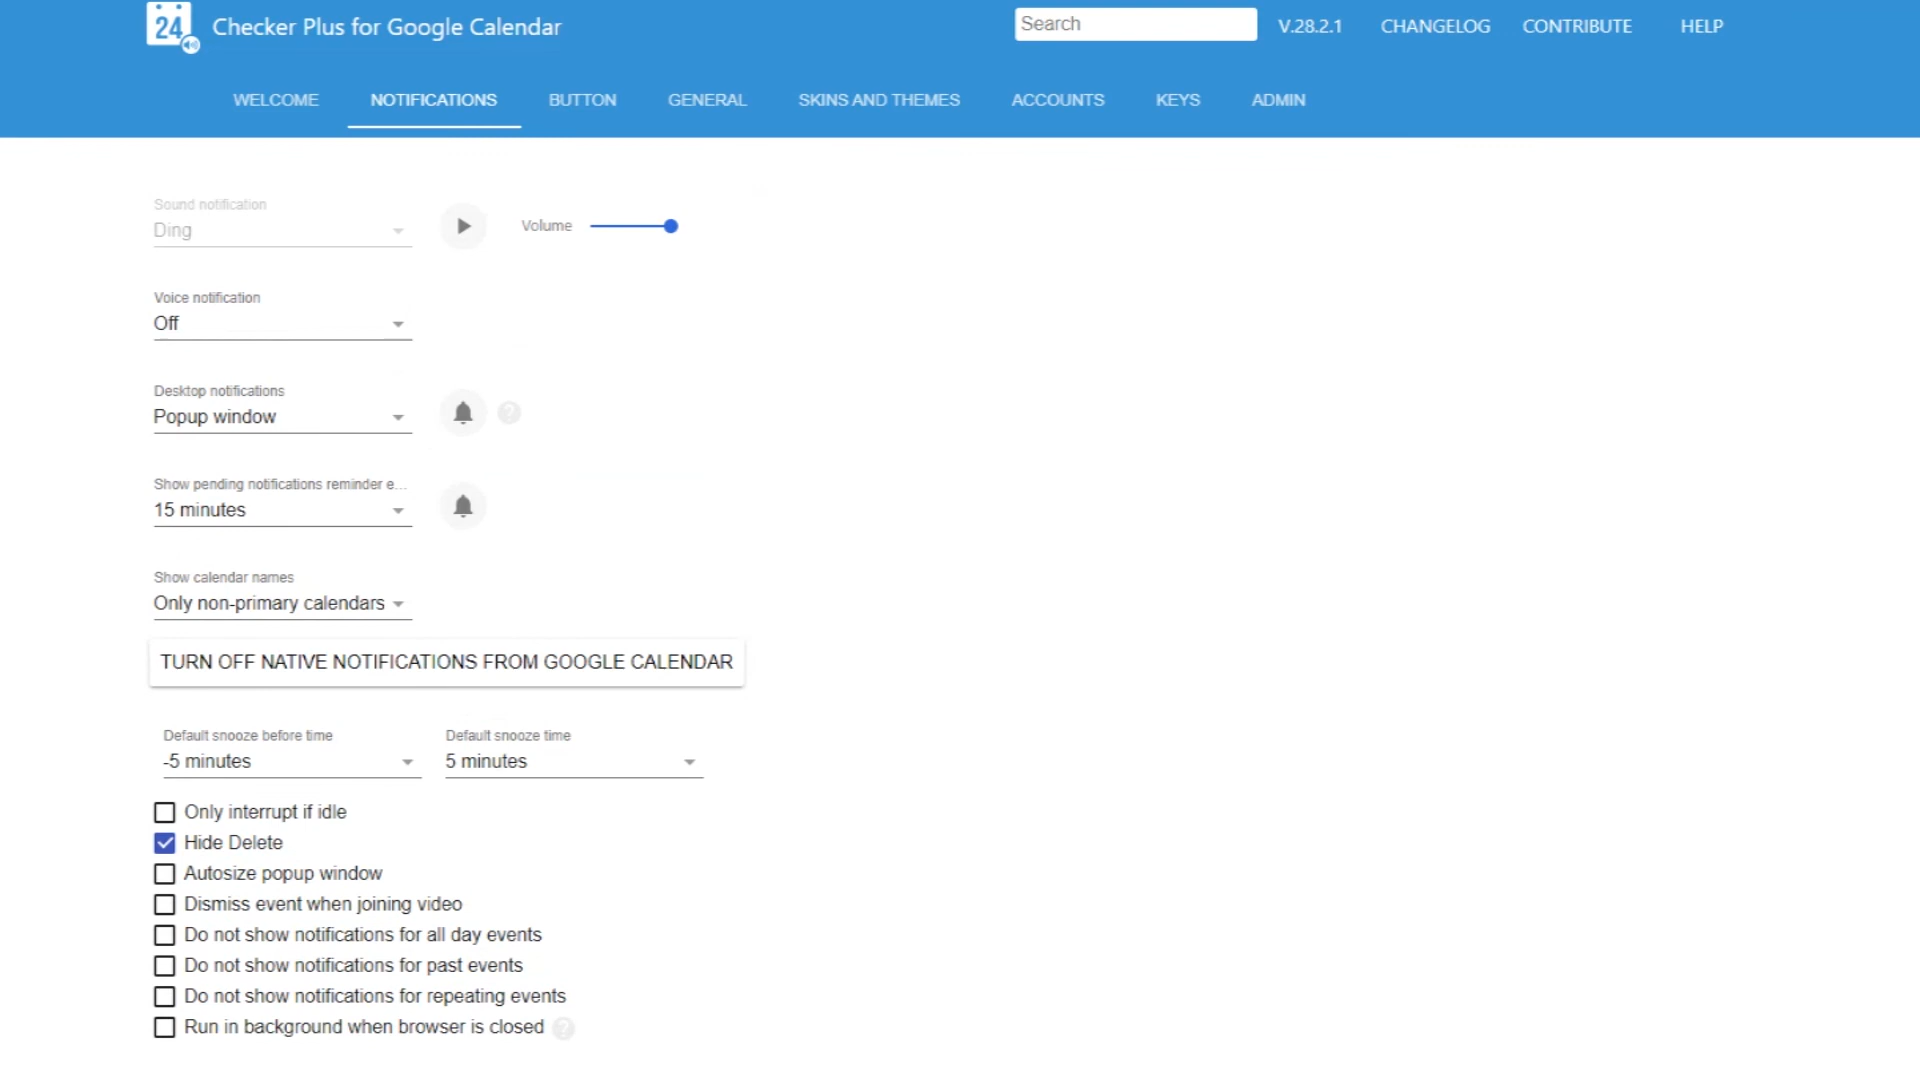 24
Checker Plus for Google Calendar
Search
V.28.2.1
CHANGELOG
CONTRIBUTE
HELP
WELCOME
NOTIFICATIONS
BUTTON
GENERAL
SKINS AND THEMES
ACCOUNTS
KEYS
ADMIN
Sound notification
Ding
Volume
Voice notification
Off
Desktop notifications
Popup window
?
Show pending notifications reminder e...
15 minutes
Show calendar names
Only non-primary calendars
TURN OFF NATIVE NOTIFICATIONS FROM GOOGLE CALENDAR
Default snooze before time
-5 minutes
Default snooze time
5 minutes
Only interrupt if idle
Hide Delete
Autosize popup window
Dismiss event when joining video
Do not show notifications for all day events
Do not show notifications for past events
Do not show notifications for repeating events
Run in background when browser is closed ?